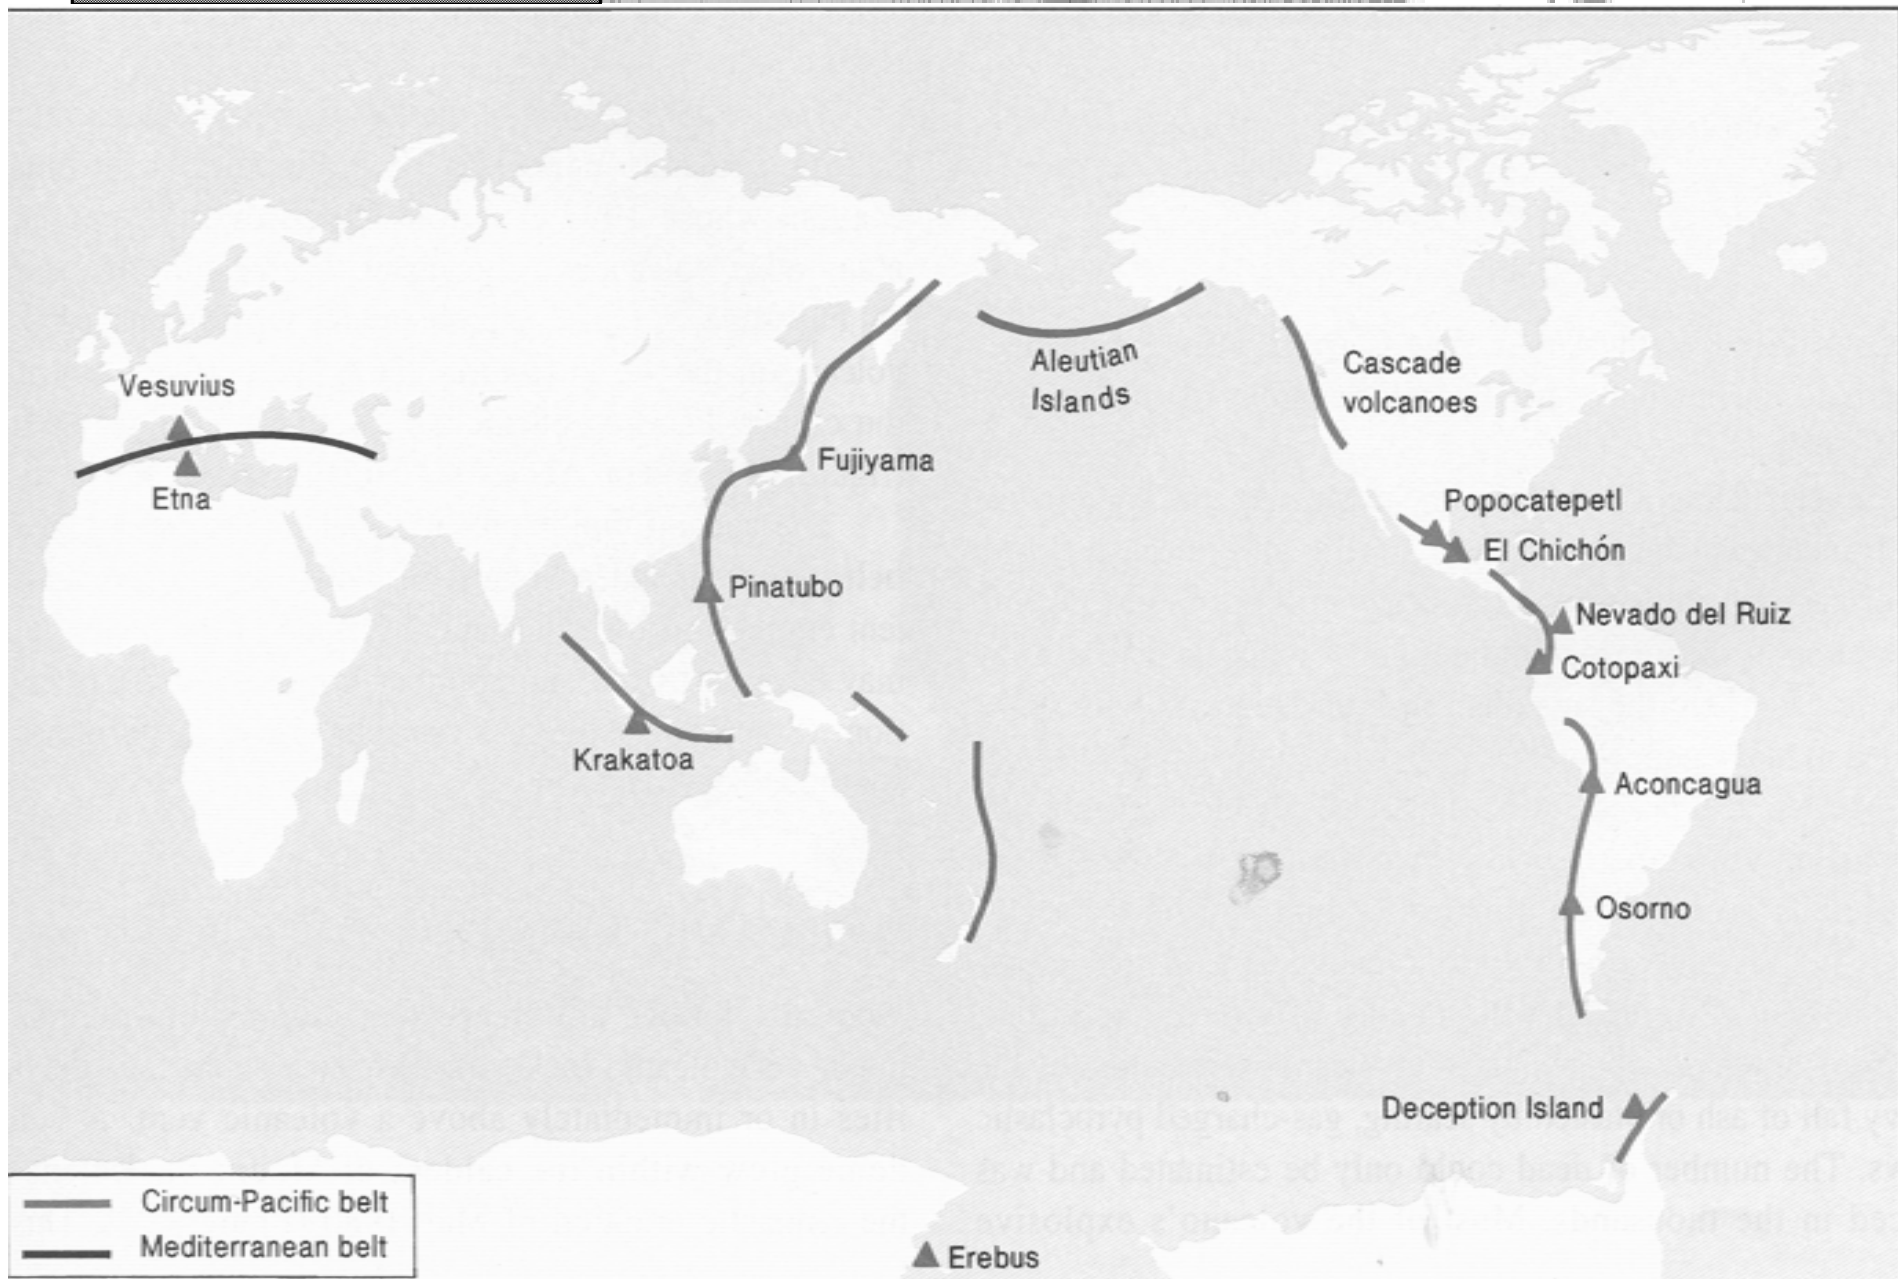 Vesuvius
Etna
Fujiyama
Pinatubo
Krakatoa
Aleutian
Islands
Cascade
volcanoes
Popocatepetl
El Chichón
Nevado del Ruiz
Cotopaxi
Aconcagua
Osorno
Deception Island
Erebus
Circum-Pacific belt
Mediterranean belt